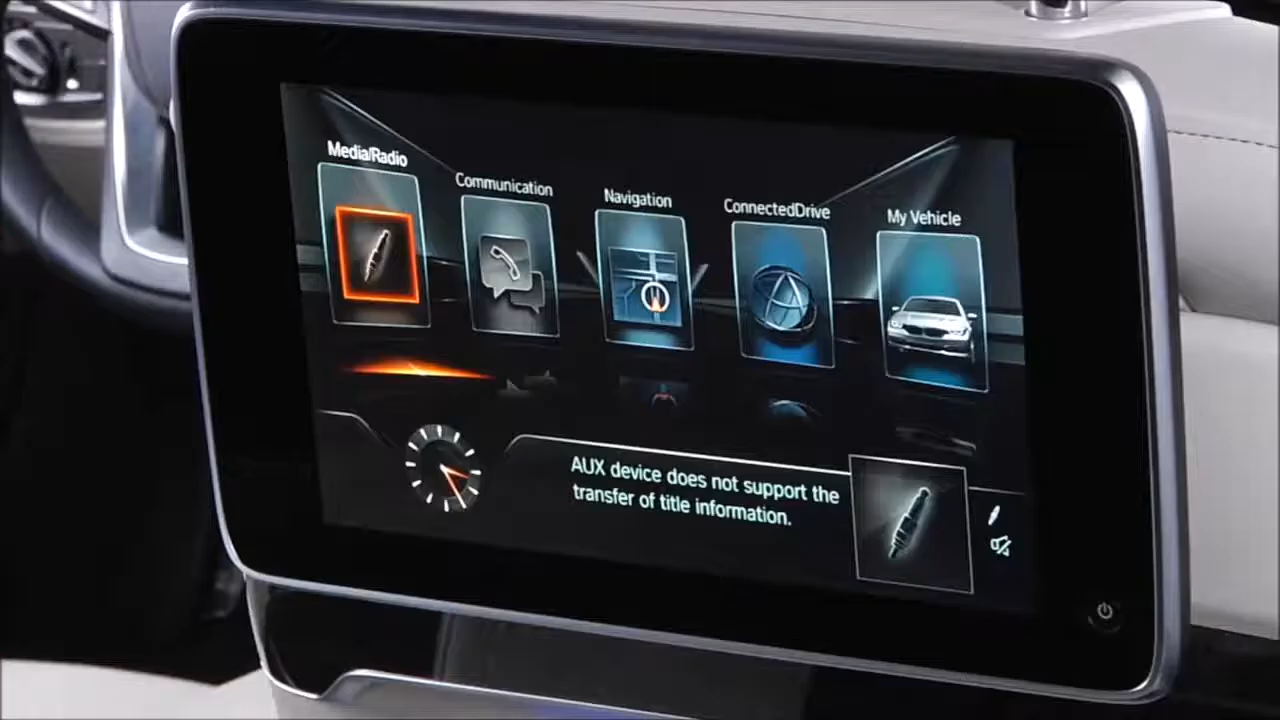 Media/Radio
Communication
Navigation
ConnectedDrive
My Vehicle
AUX device does not support the
transfer of title information.